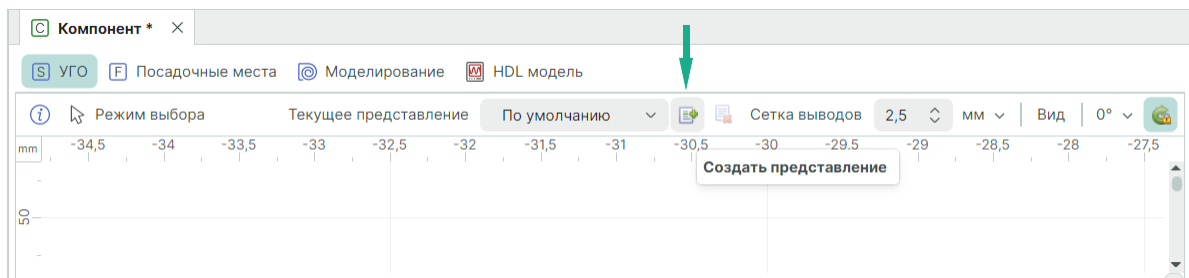 C Компонент *
S УГО F Посадочные места Моделирование HDL модель
i Режим выбора Текущее представление По умолчанию Сетка выводов 2,5 мм Вид 0°
mm -34,5 -34 -33,5 -33 -32,5 -32 -31,5 -31 -30,5 -30 -29,5 -29 -28,5 -28 -27,5
Создать представление
50